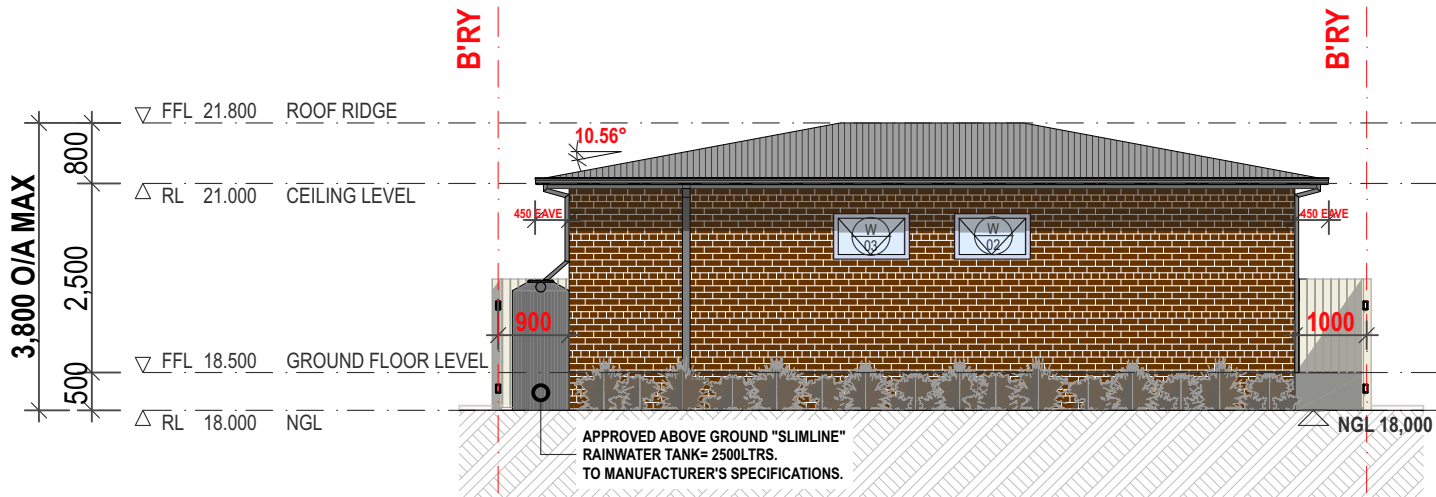 B'RY
B'RY
FFL 21.800 ROOF RIDGE
10.56°
800
RL 21.000 CEILING LEVEL
450 EAVE
450 EAVE
W
03
W
02
3,800 O/A MAX
2,500
900
1000
FFL 18.500 GROUND FLOOR LEVEL
500
RL 18.000 NGL
NGL 18,000
APPROVED ABOVE GROUND "SLIMLINE"
RAINWATER TANK= 2500LTRS.
TO MANUFACTURER'S SPECIFICATIONS.